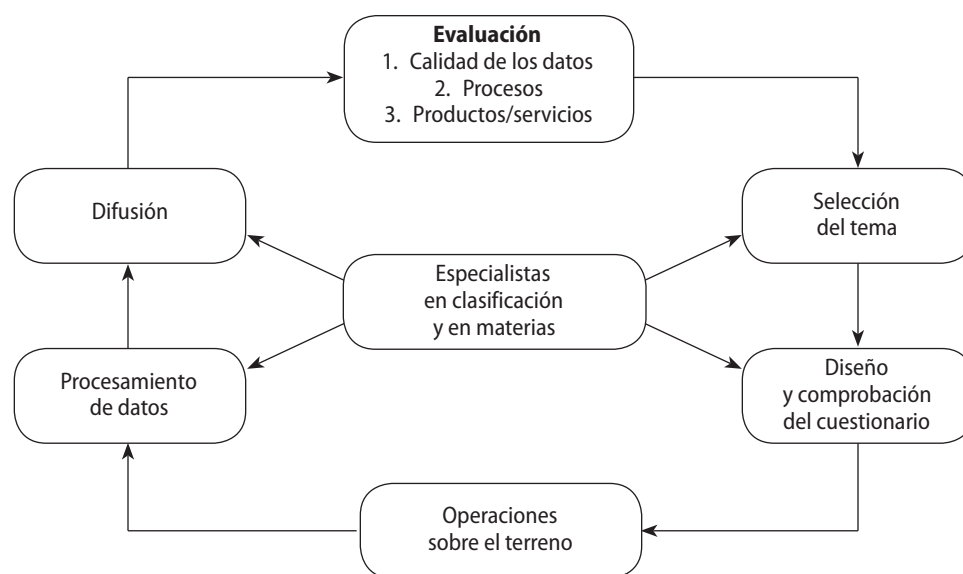 Evaluación
1. Calidad de los datos
2. Procesos
3. Productos/servicios
Difusión
Selección
del tema
Especialistas
en clasificación
y en materias
Procesamiento
de datos
Diseño
y comprobación
del cuestionario
Operaciones
sobre el terreno